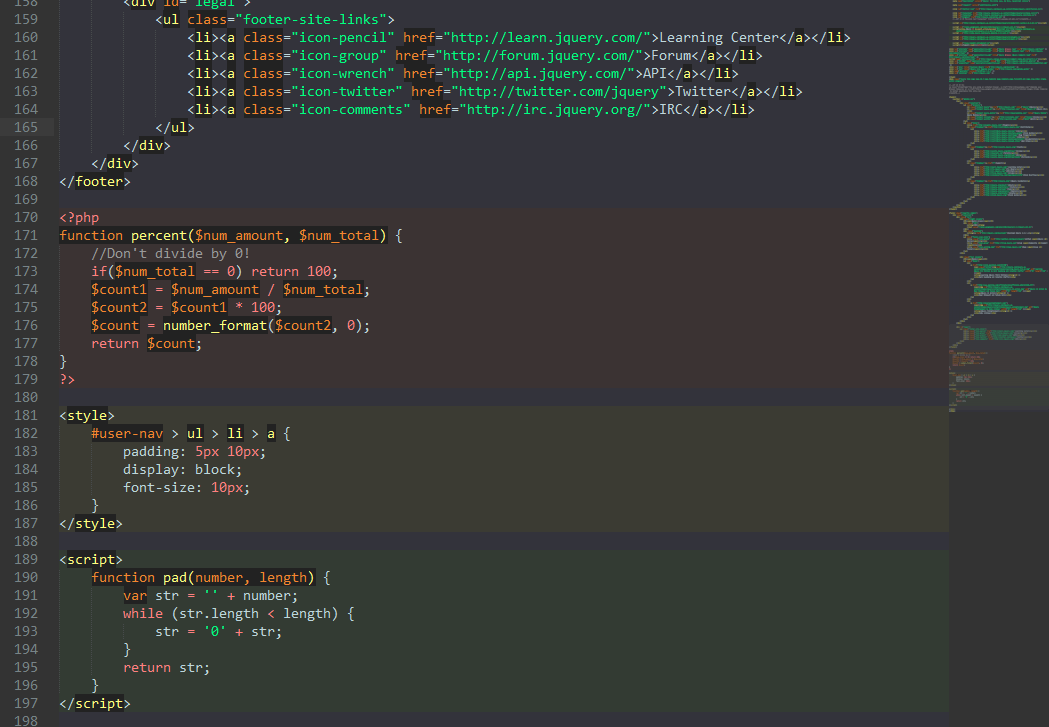 158 <div id="legal">
159 <ul class="footer-site-links">
160 <li><a class="icon-pencil" href="http://learn.jquery.com/">Learning Center</a></li>
161 <li><a class="icon-group" href="http://forum.jquery.com/">Forum</a></li>
162 <li><a class="icon-wrench" href="http://api.jquery.com/">API</a></li>
163 <li><a class="icon-twitter" href="http://twitter.com/jquery">Twitter</a></li>
164 <li><a class="icon-comments" href="http://irc.jquery.org/">IRC</a></li>
165 </ul>
166 </div>
167 </div>
168 </footer>
169
170 <?php
171 function percent($num_amount, $num_total) {
172 //Don't divide by 0!
173 if($num_total == 0) return 100;
174 $count1 = $num_amount / $num_total;
175 $count2 = $count1 * 100;
176 $count = number_format($count2, 0);
177 return $count;
178 }
179 ?>
180
181 <style>
182 #user-nav > ul > li > a {
183 padding: 5px 10px;
184 display: block;
185 font-size: 10px;
186 }
187 </style>
188
189 <script>
190 function pad(number, length) {
191 var str = '' + number;
192 while (str.length < length) {
193 str = '0' + str;
194 }
195 return str;
196 }
197 </script>
198